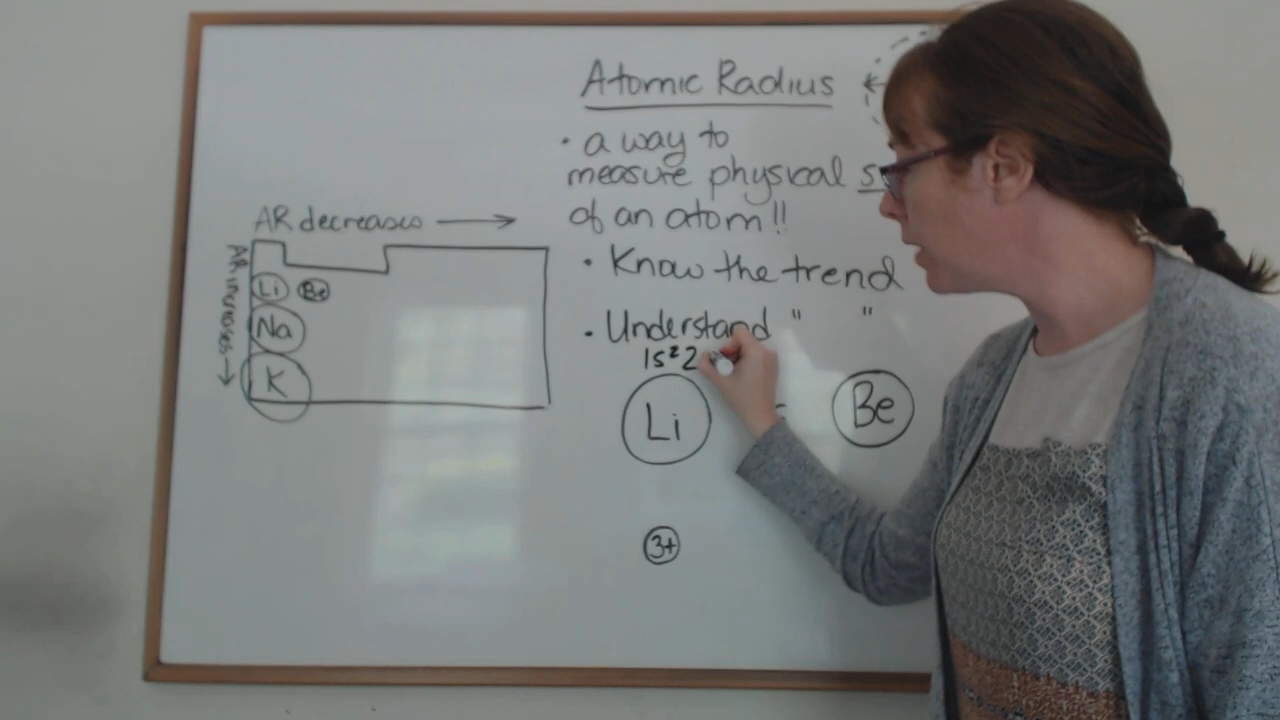 Atomic Radius
• a way to
measure physical
of an atom!!
• Know the trend
• Understand " "
1s²2
Li
Be
3+
AR decreases →
AR increases →
Li Be
Na
K